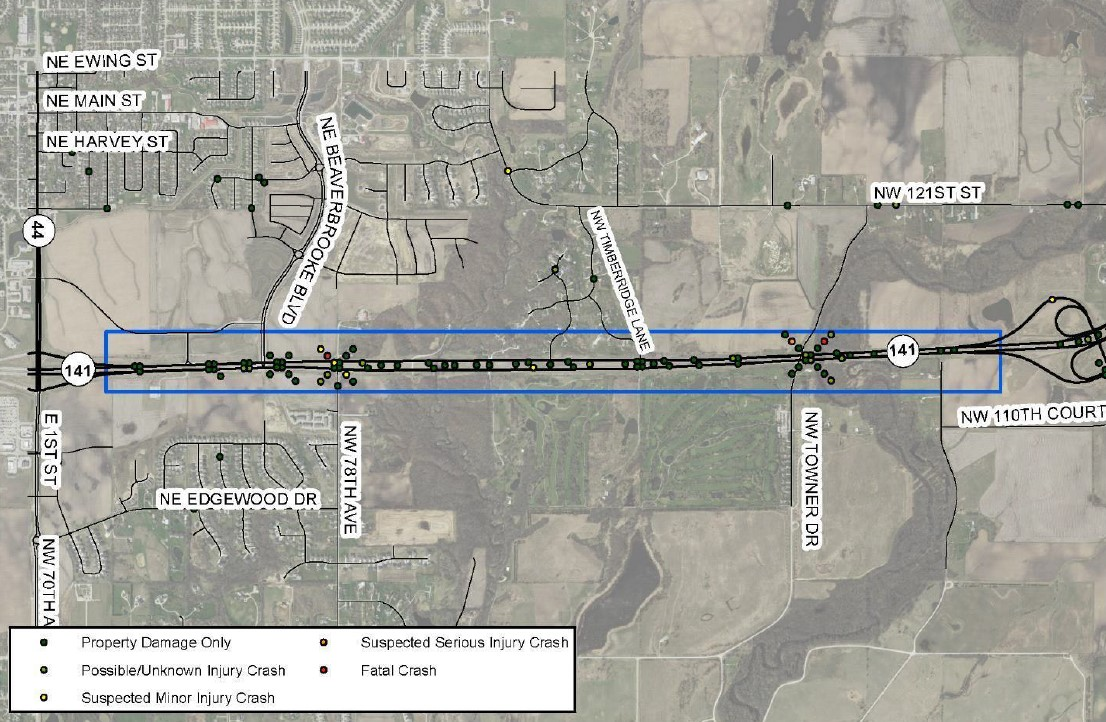 NE EWING ST
NE MAIN ST
NE HARVEY ST
NE BEAVERBROOKE BLVD
NW 121ST ST
44
NW TIMBERRIDGE LANE
141
141
E 1ST ST
NW 78TH AVE
NW TOWNER DR
NW 110TH COURT
NE EDGEWOOD DR
NW 70TH A
Property Damage Only
Possible/Unknown Injury Crash
Suspected Minor Injury Crash
Suspected Serious Injury Crash
Fatal Crash